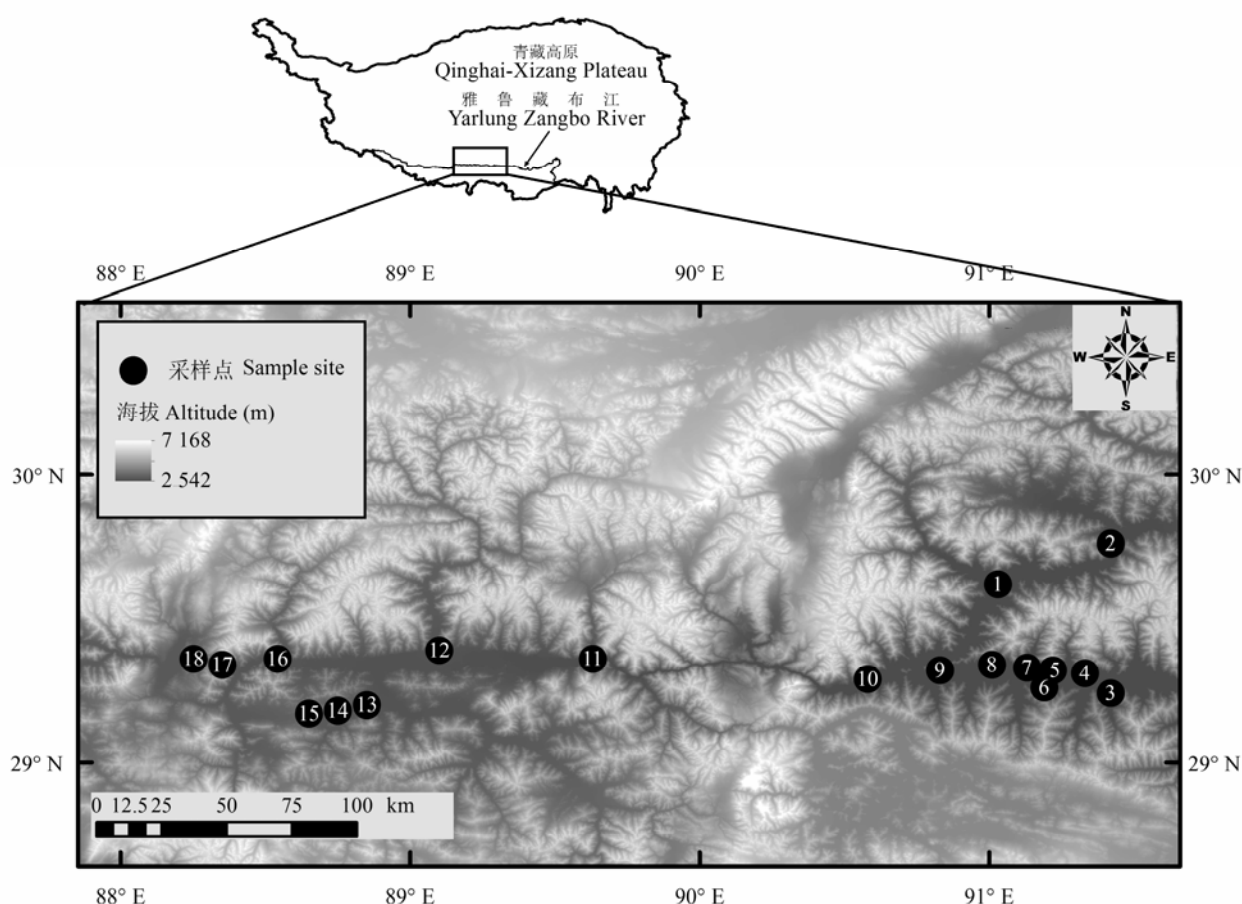 青藏高原
Qinghai-Xizang Plateau
雅 鲁 藏 布 江
Yarlung Zangbo River
88° E 89° E 90° E 91° E
N
W E
S
采样点 Sample site
海拔 Altitude (m)
7 168
2 542
30° N 30° N
2
1
18 17 16 12 11 10 9 8 7 5 4
6 3
15 14 13
29° N 29° N
0 12.5 25 50 75 100 km
88° E 89° E 90° E 91° E